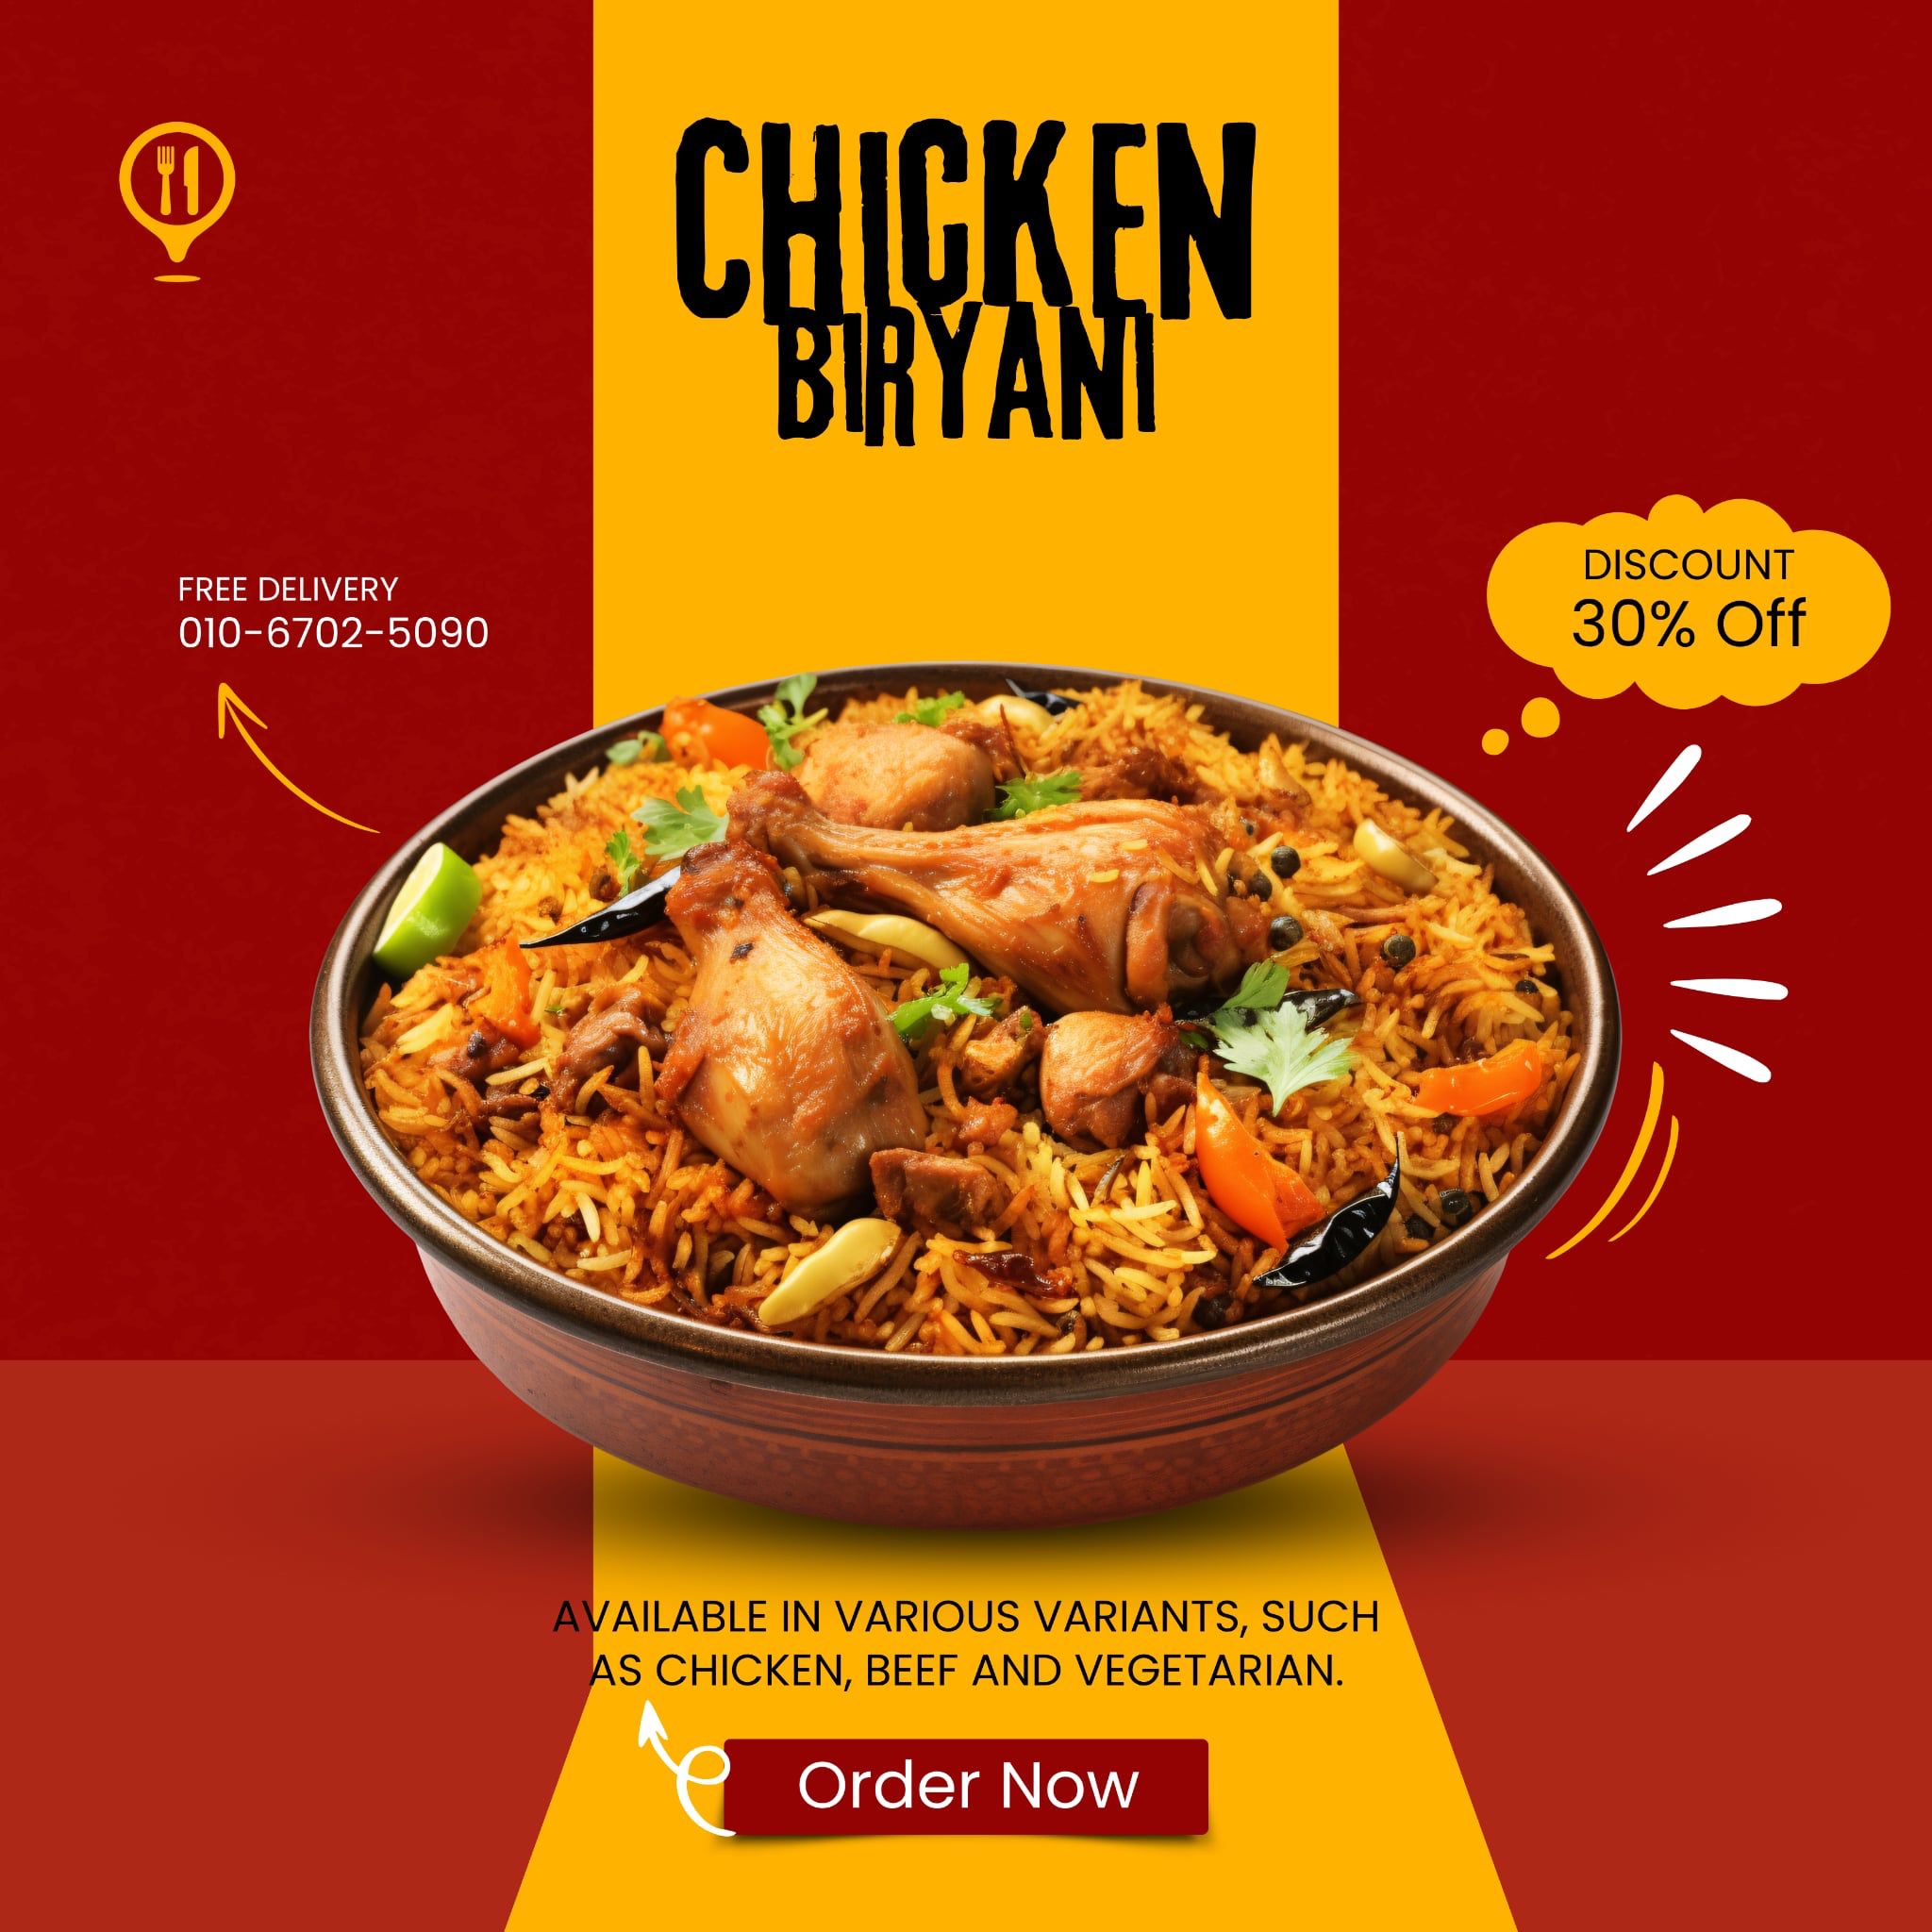 CHICKEN
BIRYANI
FREE DELIVERY
010-6702-5090
DISCOUNT
30% Off
AVAILABLE IN VARIOUS VARIANTS, SUCH
AS CHICKEN, BEEF AND VEGETARIAN.
Order Now